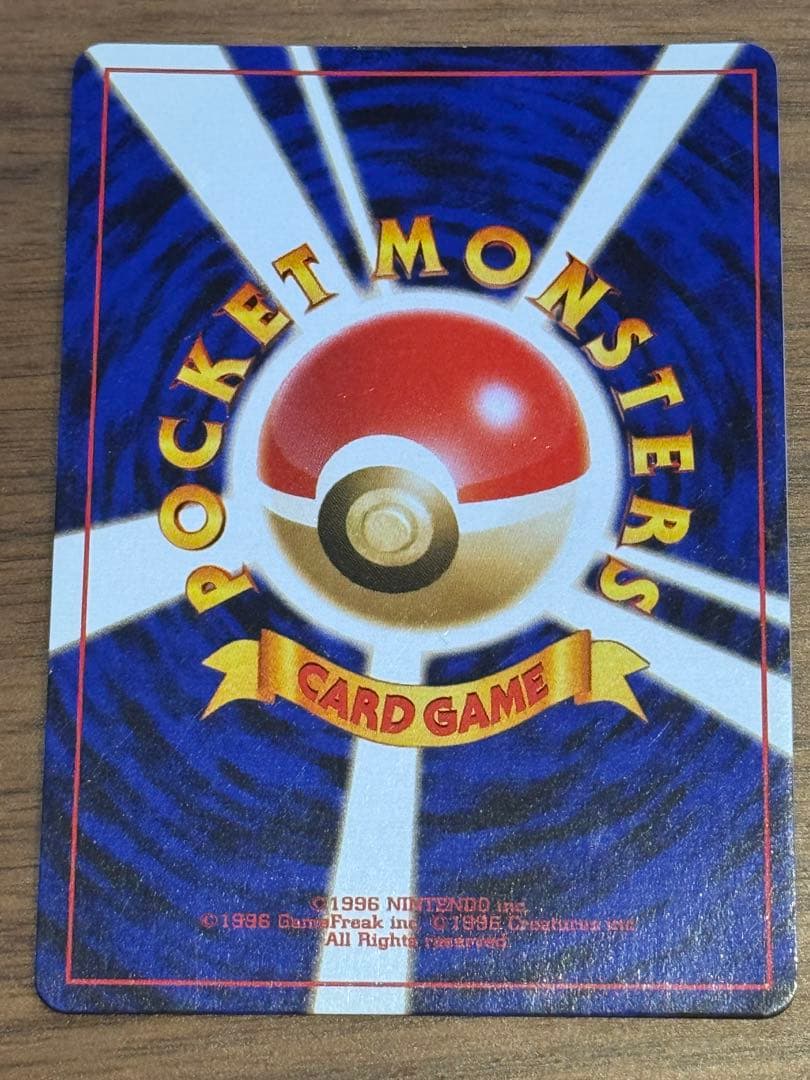 POCKET MONSTERS
CARD GAME
©1996 NINTENDO inc.
©1996 GameFreak inc. ©1996 Creatures inc.
All Rights reserved.